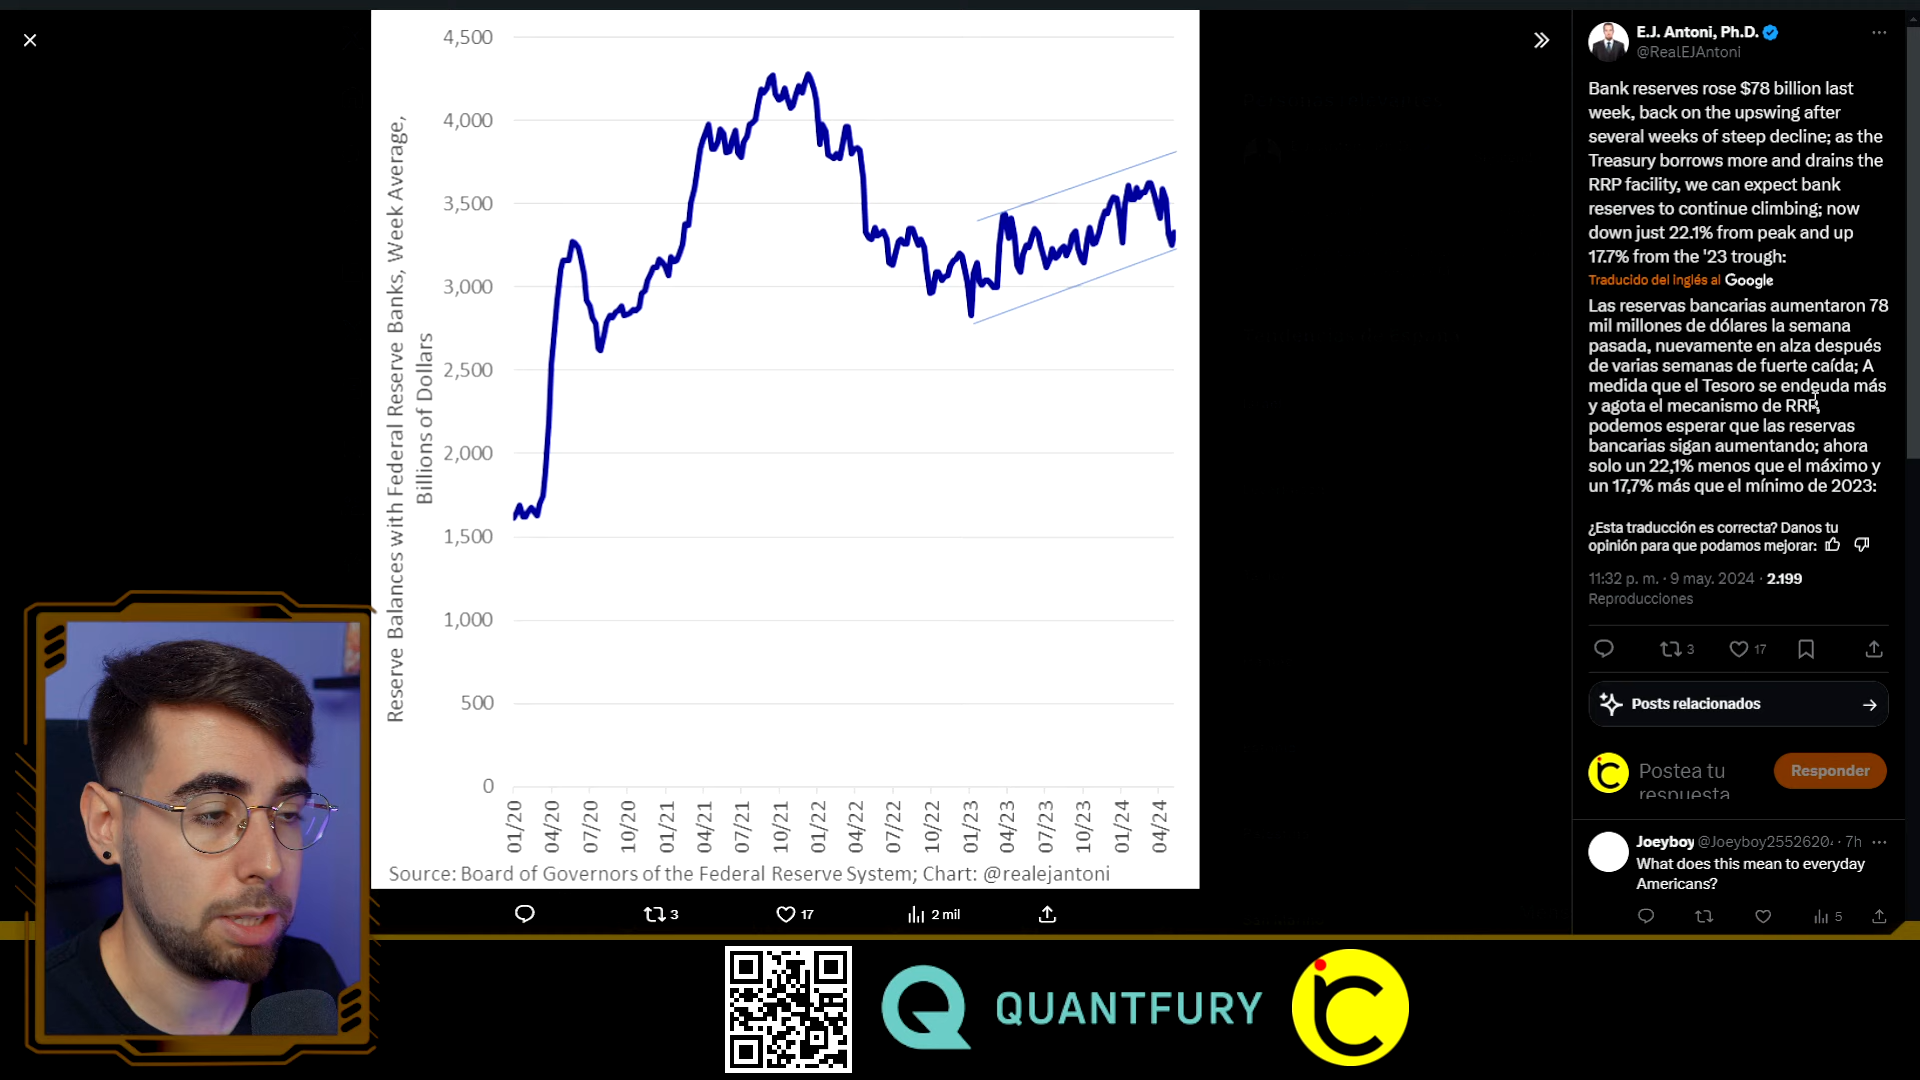 4,500
4,000
3,500
3,000
2,500
2,000
1,500
1,000
500
0
Reserve Balances with Federal Reserve Banks, Week Average,
Billions of Dollars
01/20
04/20
07/20
10/20
01/21
04/21
07/21
10/21
01/22
04/22
07/22
10/22
01/23
04/23
07/23
10/23
01/24
04/24
Source: Board of Governors of the Federal Reserve System; Chart: @realejantoni
3
17
2 mil
E.J. Antoni, Ph.D.
@RealEJAntoni
Bank reserves rose $78 billion last
week, back on the upswing after
several weeks of steep decline; as the
Treasury borrows more and drains the
RRP facility, we can expect bank
reserves to continue climbing; now
down just 22.1% from peak and up
17.7% from the '23 trough:
Traducido del inglés al Google
Las reservas bancarias aumentaron 78
mil millones de dólares la semana
pasada, nuevamente en alza después
de varias semanas de fuerte caída; A
medida que el Tesoro se endeuda más
y agota el mecanismo de RRP,
podemos esperar que las reservas
bancarias sigan aumentando; ahora
solo un 22,1% menos que el máximo y
un 17,7% más que el mínimo de 2023:
¿Esta traducción es correcta? Danos tu
opinión para que podamos mejorar:
11:32 p. m. · 9 may. 2024 · 2.199
Reproducciones
3
17
Posts relacionados
Postea tu
respuesta
Responder
Joeyboy @Joeyboy2552620 · 7h
What does this mean to everyday
Americans?
5
QUANTFURY